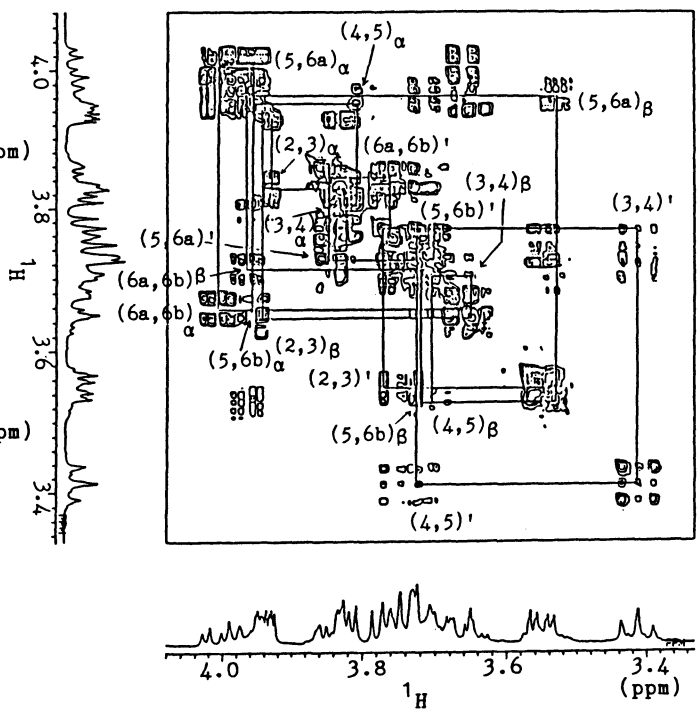 (4,5)α
(5,6a)α
(5,6a)β
(2,3)α
(6a,6b)'
(3,4)β
(5,6b)'
(3,4)'
(3,4)
α
(5,6a)'
(6a,6b)β
(6a,6b)
α
(5,6b)α
(2,3)β
(2,3)'
(4,5)β
(5,6b)β
(4,5)'
4.0
3.8
3.6
3.4
1H
pm)
pm)
4.0
3.8
3.6
3.4
1H
(ppm)
PPM